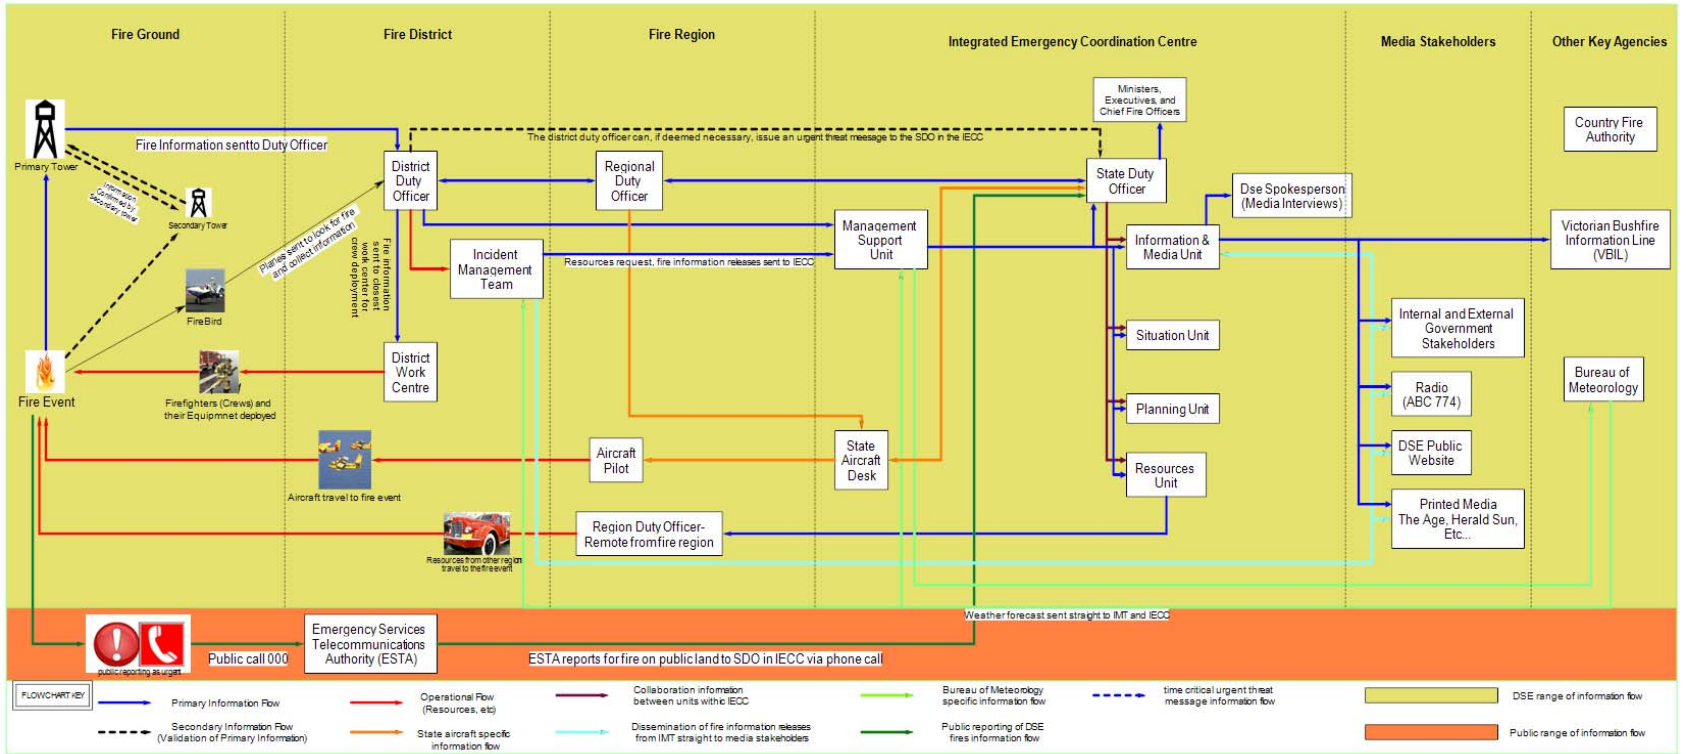 Fire Ground
Fire District
Fire Region
Integrated Emergency Coordination Centre
Media Stakeholders
Other Key Agencies
Primary Tower
Fire Information sentto Duty Officer
Information
Confirmed by
Secondary tower
Secondary Tower
Planes sent to look for fire
and collect information
FireBird
Fire Event
Firefighters (Crews) and
their Equipmnet deployed
Aircraft travel to fire event
Resources from other region
travel to the fire event
District
Duty
Officer
Fire information
sent to closest
work center for
crew deployment
Incident
Management
Team
District
Work
Centre
The district duty officer can, if deemed necessary, issue an urgent threat meesage to the SDO in the IECC
Regional
Duty
Officer
Resources request, fire information releases sent to IECC
Aircraft
Pilot
Region Duty Officer-
Remote from fire region
Management
Support
Unit
State
Aircraft
Desk
Ministers,
Executives, and
Chief Fire Officers
State Duty
Officer
Dse Spokesperson
(Media Interviews)
Information &
Media Unit
Situation Unit
Planning Unit
Resources
Unit
Internal and External
Government
Stakeholders
Radio
(ABC 774)
DSE Public
Website
Printed Media
The Age, Herald Sun,
Etc...
Country Fire
Authority
Victorian Bushfire
Information Line
(VBIL)
Bureau of
Meteorology
Weather forecast sent straight to IMT and IECC
public reporting as urgent
Public call 000
Emergency Services
Telecommunications
Authority (ESTA)
ESTA reports for fire on public land to SDO in IECC via phone call
FLOWCHART KEY
Primary Information Flow
Secondary Information Flow
(Validation of Primary Information)
Operational Flow
(Resources, etc)
State aircraft specific
information flow
Collaboration information
between units withic IECC
Dissemination of fire information releases
from IMT straight to media stakeholders
Bureau of Meteorology
specific information flow
Public reporting of DSE
fires information flow
time critical urgent threat
message information flow
DSE range of information flow
Public range of information flow